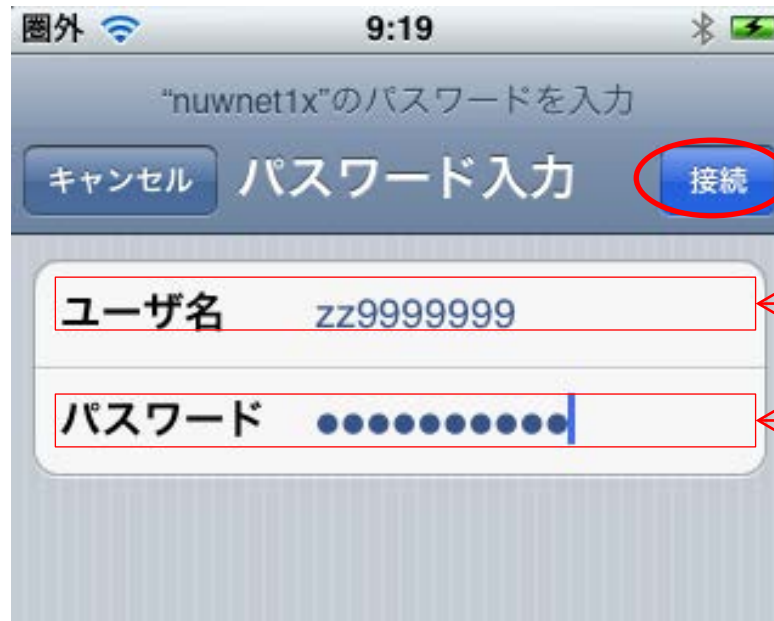 圏外 9:19
“nuwnet1x”のパスワードを入力
キャンセル パスワード入力 接続
ユーザ名 zz9999999
パスワード ●●●●●●●●●●